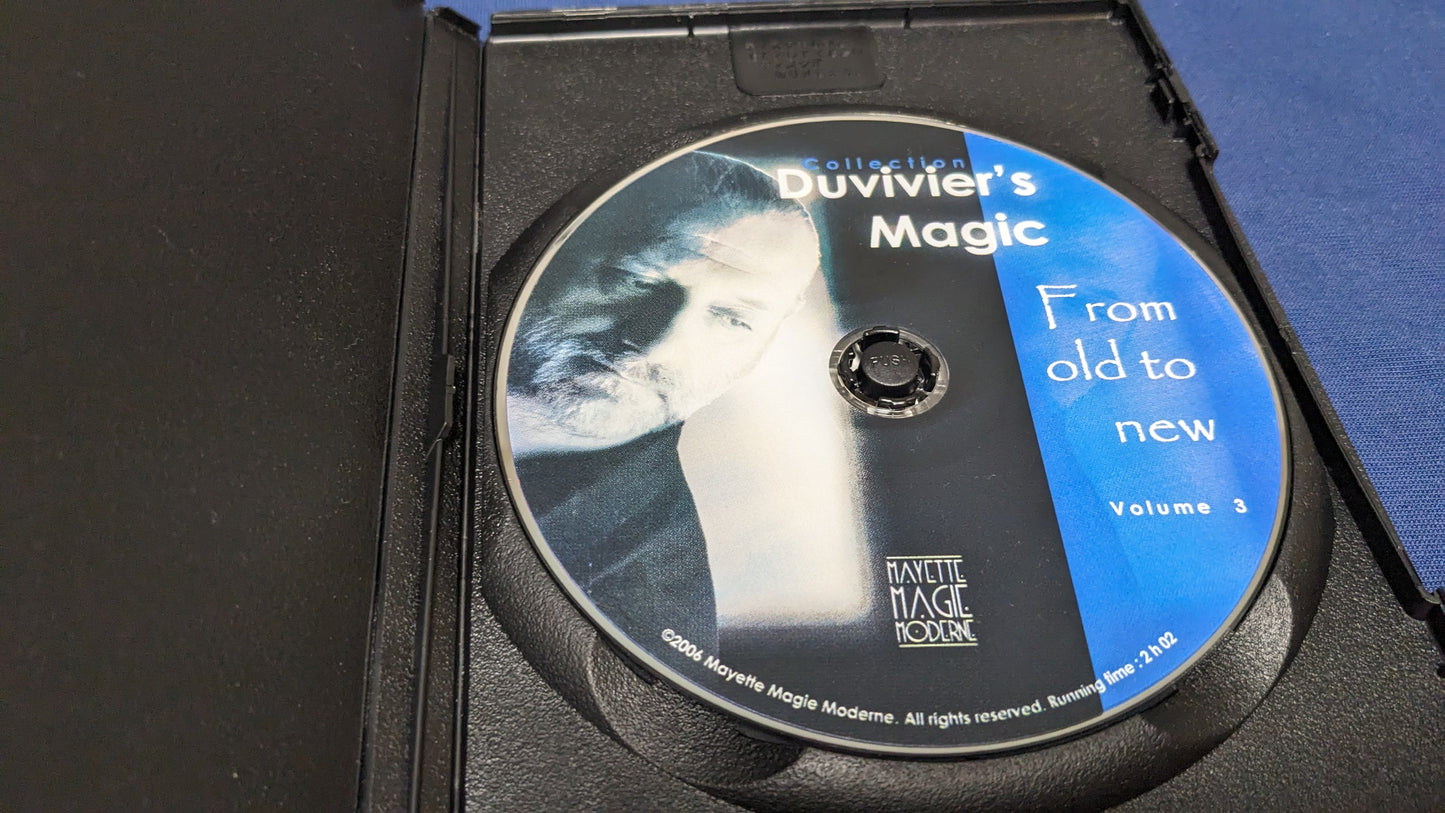 Collection
Duvivier's
Magic
From
old to
new
Volume 3
PUSH
MAYETTE
MAGIE
MODERNE
©2006 Mayette Magie Moderne. All rights reserved. Running time : 2 h 02